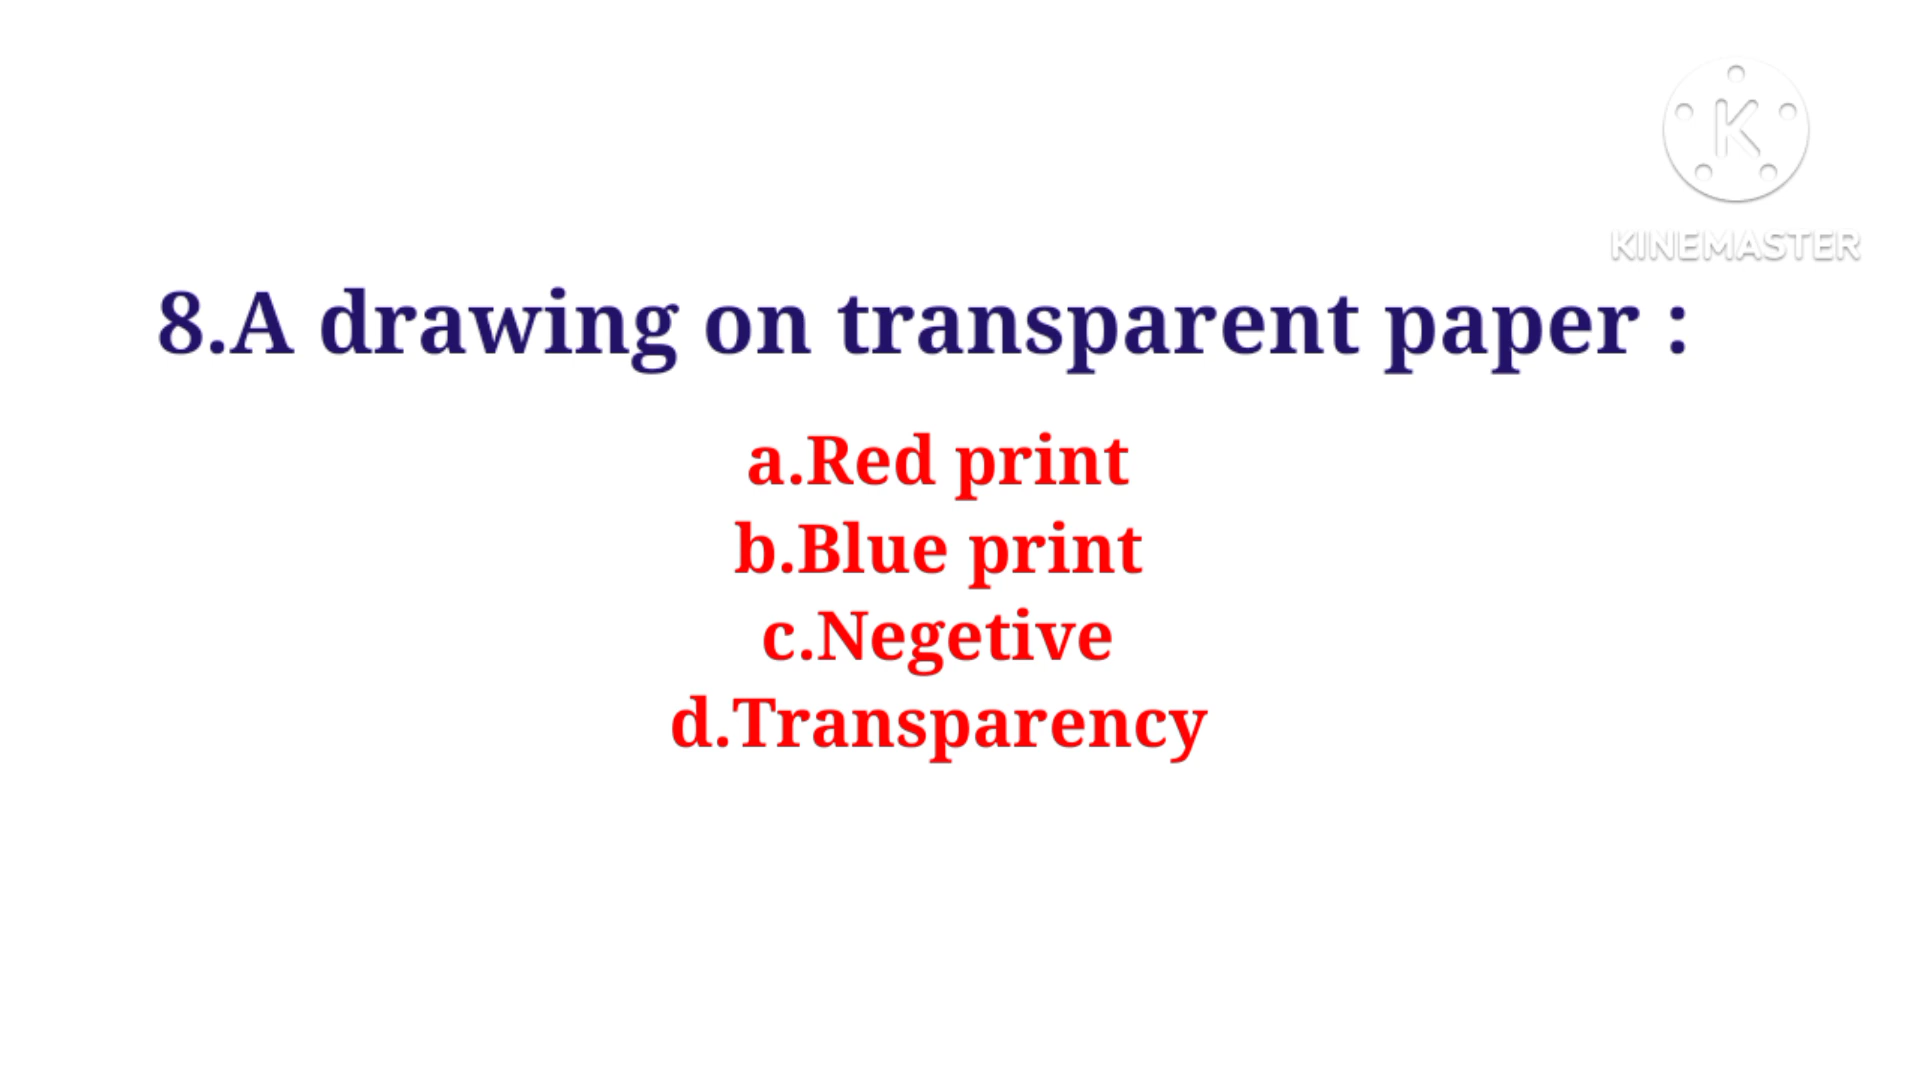 K
KINEMASTER
8.A drawing on transparent paper :
a.Red print
b.Blue print
c.Negetive
d.Transparency